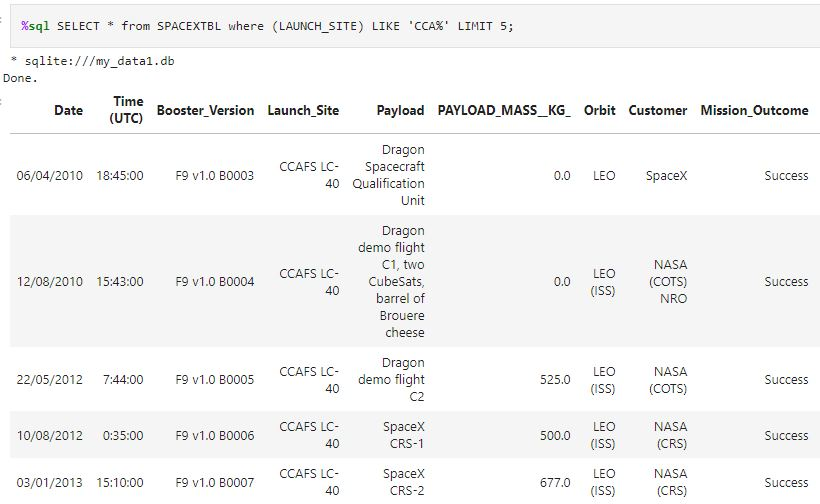 %sql SELECT * from SPACEXTBL where (LAUNCH_SITE) LIKE 'CCA%' LIMIT 5;
* sqlite:///my_data1.db
Done.
Date Time (UTC) Booster_Version Launch_Site Payload PAYLOAD_MASS__KG_ Orbit Customer Mission_Outcome
06/04/2010 18:45:00 F9 v1.0 B0003 CCAFS LC-40 Dragon Spacecraft Qualification Unit 0.0 LEO SpaceX Success
12/08/2010 15:43:00 F9 v1.0 B0004 CCAFS LC-40 Dragon demo flight C1, two CubeSats, barrel of Brouere cheese 0.0 LEO (ISS) NASA (COTS) NRO Success
22/05/2012 7:44:00 F9 v1.0 B0005 CCAFS LC-40 Dragon demo flight C2 525.0 LEO (ISS) NASA (COTS) Success
10/08/2012 0:35:00 F9 v1.0 B0006 CCAFS LC-40 SpaceX CRS-1 500.0 LEO (ISS) NASA (CRS) Success
03/01/2013 15:10:00 F9 v1.0 B0007 CCAFS LC-40 SpaceX CRS-2 677.0 LEO (ISS) NASA (CRS) Success